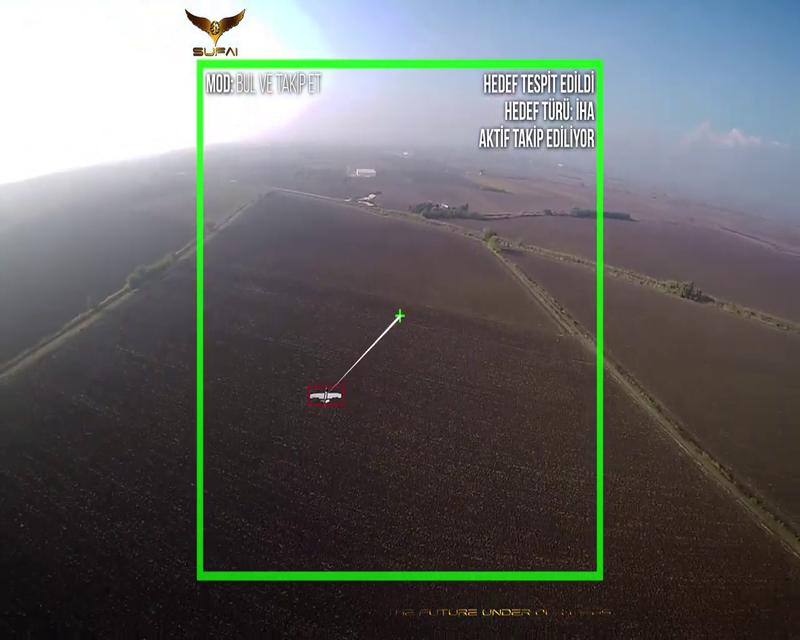 SUFAI
MOD: BUL VE TAKİP ET
HEDEF TESPİT EDİLDİ
HEDEF TÜRÜ: İHA
AKTİF TAKİP EDİLİYOR
THE FUTURE UNDER